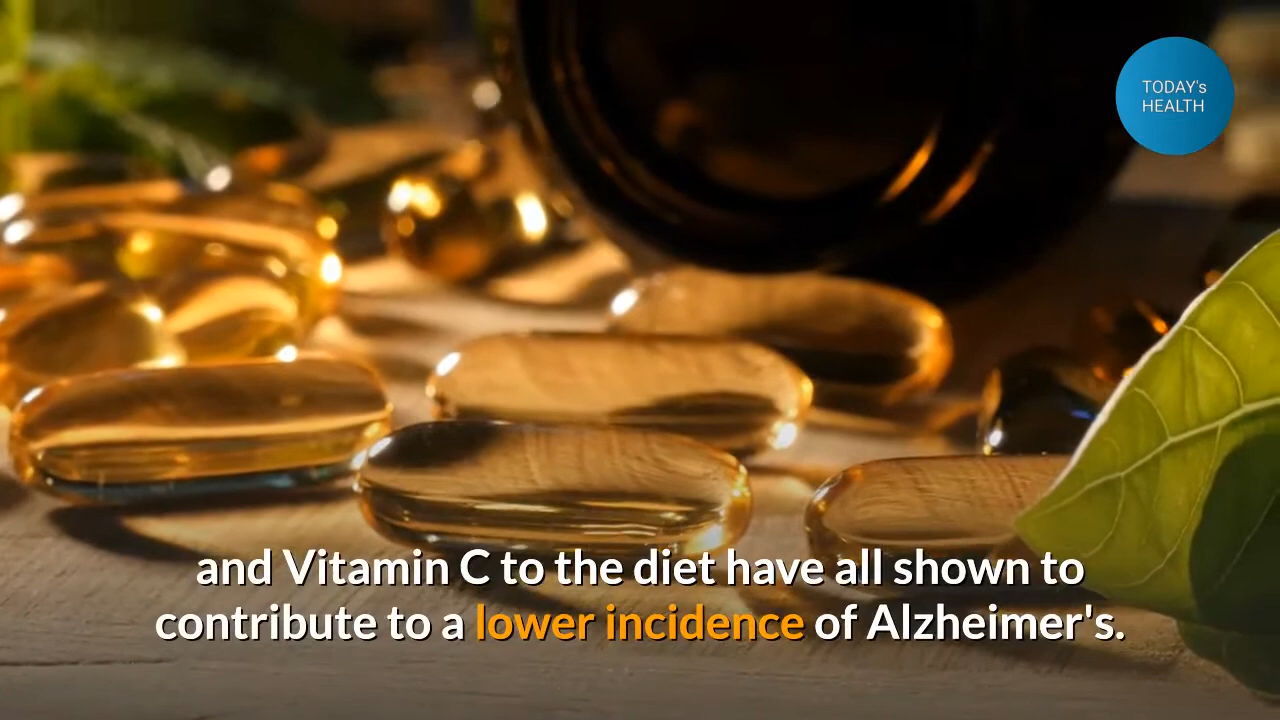 TODAY's
HEALTH
and Vitamin C to the diet have all shown to
contribute to a lower incidence of Alzheimer's.